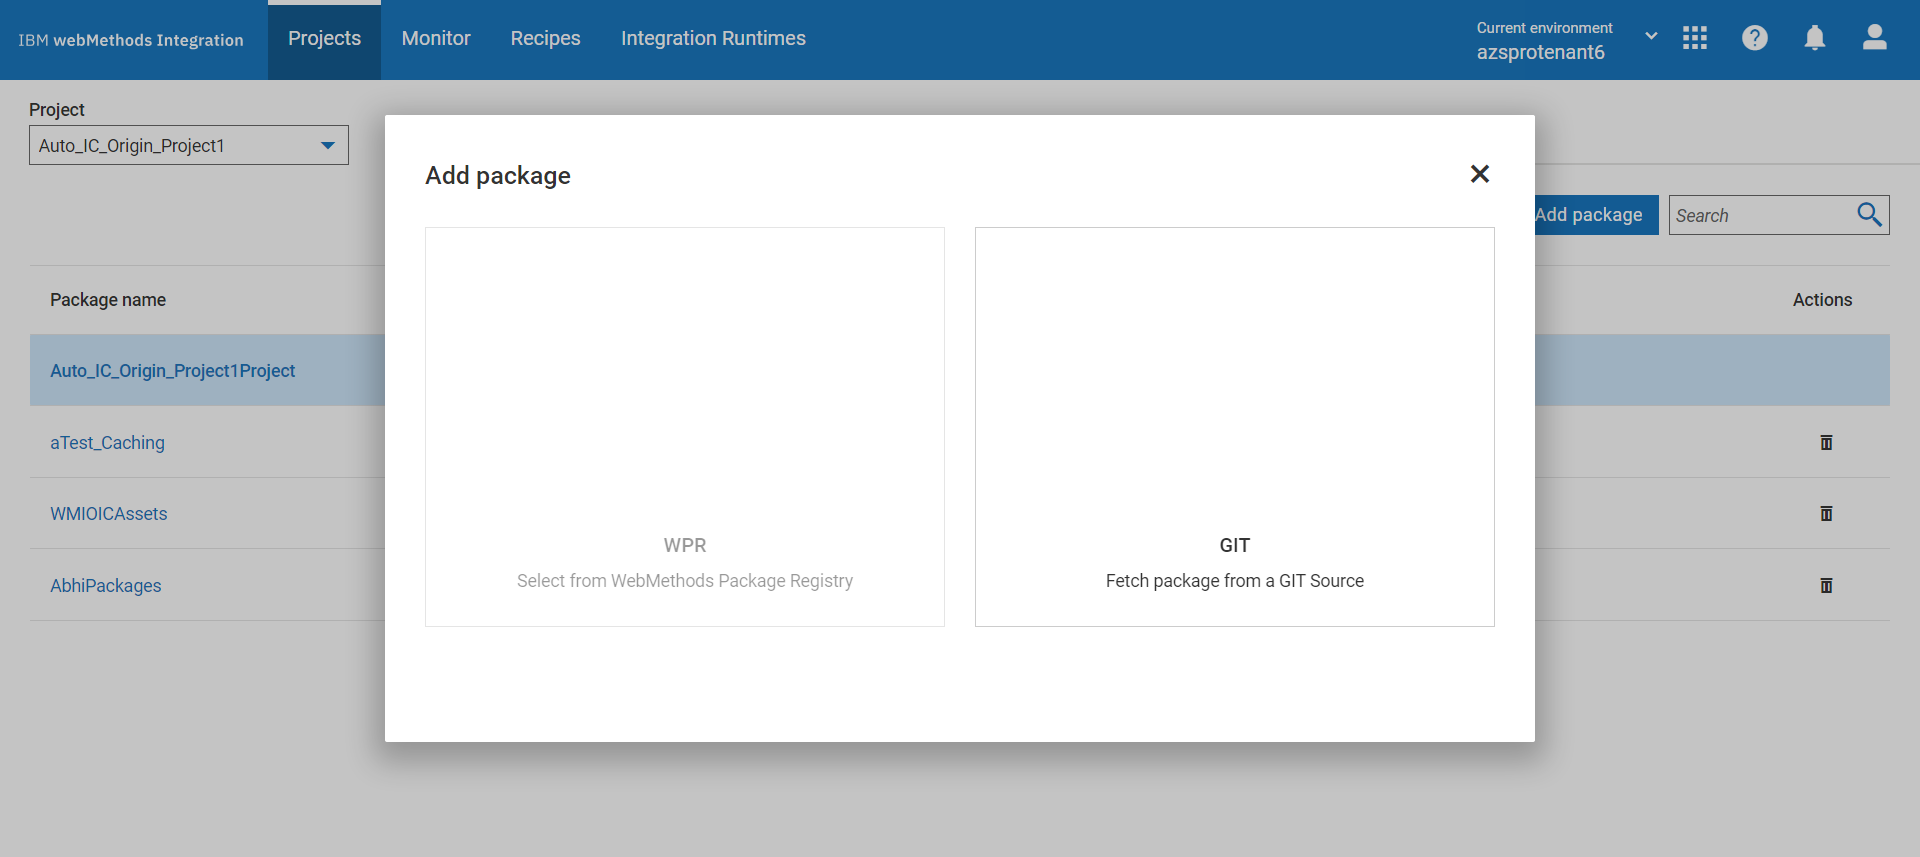 IBM webMethods Integration
Projects
Monitor
Recipes
Integration Runtimes
Current environment
azsprotenant6
Project
Auto_IC_Origin_Project1
Add package
Add package
Search
Package name
Actions
Auto_IC_Origin_Project1Project
aTest_Caching
WMIOICAssets
AbhiPackages
WPR
Select from WebMethods Package Registry
GIT
Fetch package from a GIT Source